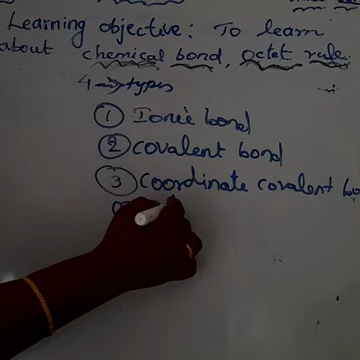 Learning objective: To learn
about chemical bond, octet rule.
4 → types
① Ionic bond
② covalent bond
③ coordinate covalent